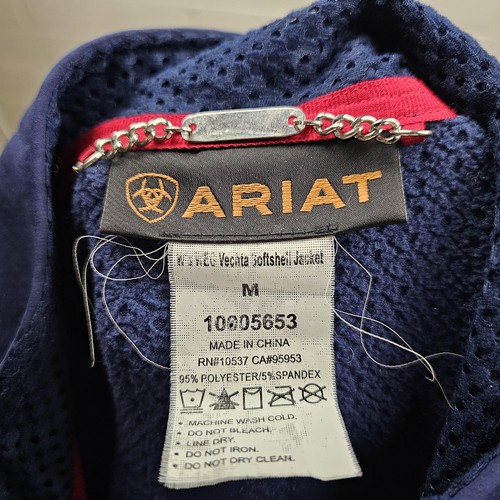 ARIAT
Vechta Softshell Jacket
M
10005653
MADE IN CHINA
RN#10537 CA#95953
95% POLYESTER/5%SPANDEX
• MACHINE WASH COLD.
• DO NOT BLEACH.
• LINE DRY.
• DO NOT IRON.
• DO NOT DRY CLEAN.